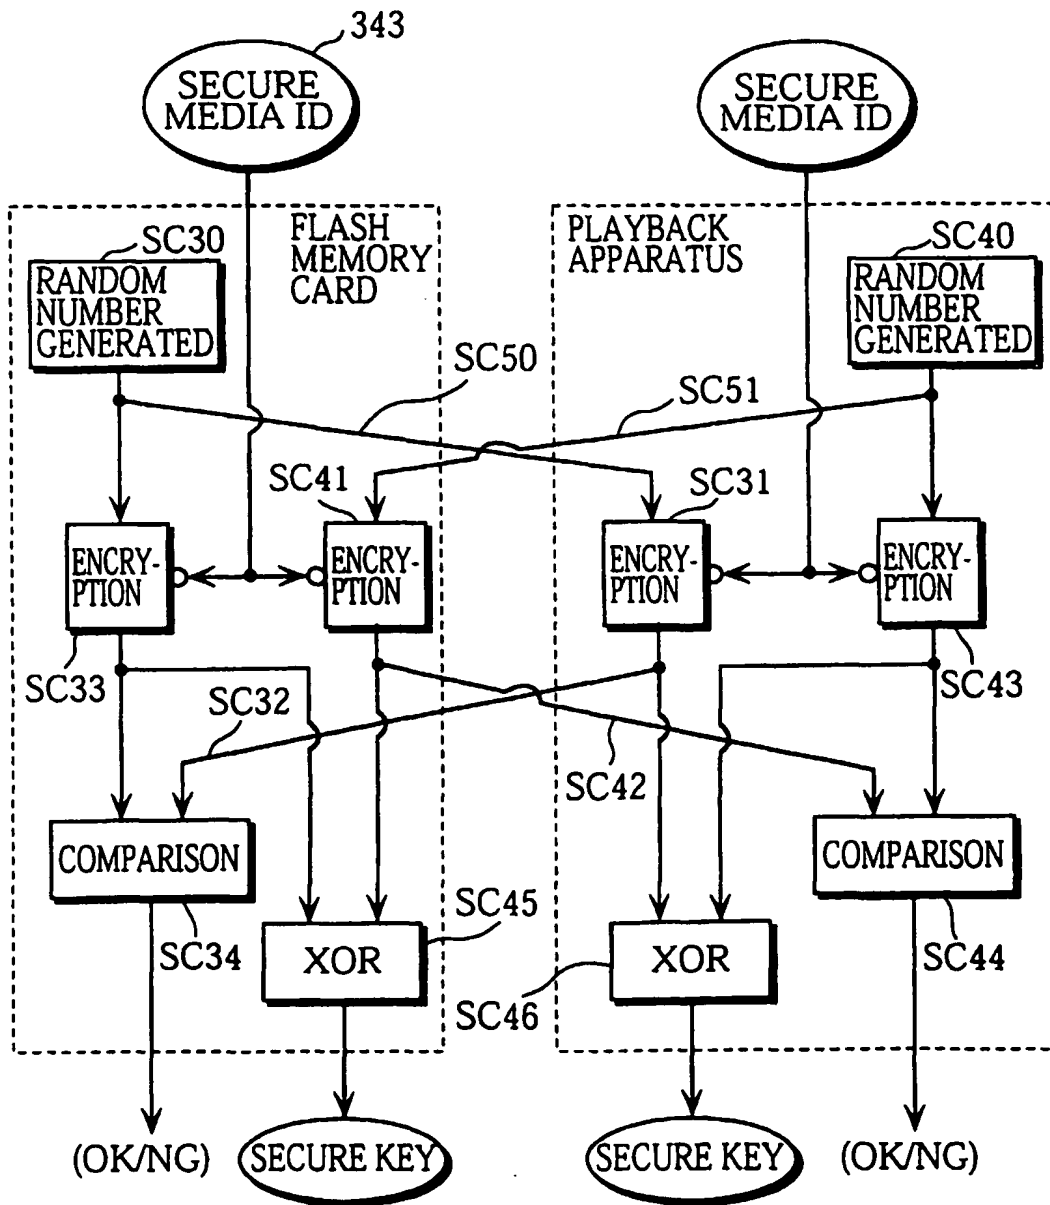 343
SECURE
MEDIA ID
SECURE
MEDIA ID
FLASH
MEMORY
CARD
PLAYBACK
APPARATUS
SC30
RANDOM
NUMBER
GENERATED
SC40
RANDOM
NUMBER
GENERATED
SC50
SC51
SC41
SC31
ENCRY-
PTION
ENCRY-
PTION
ENCRY-
PTION
ENCRY-
PTION
SC33
SC43
SC32
SC42
COMPARISON
COMPARISON
SC34
SC45
XOR
XOR
SC46
SC44
(OK/NG)
SECURE KEY
SECURE KEY
(OK/NG)